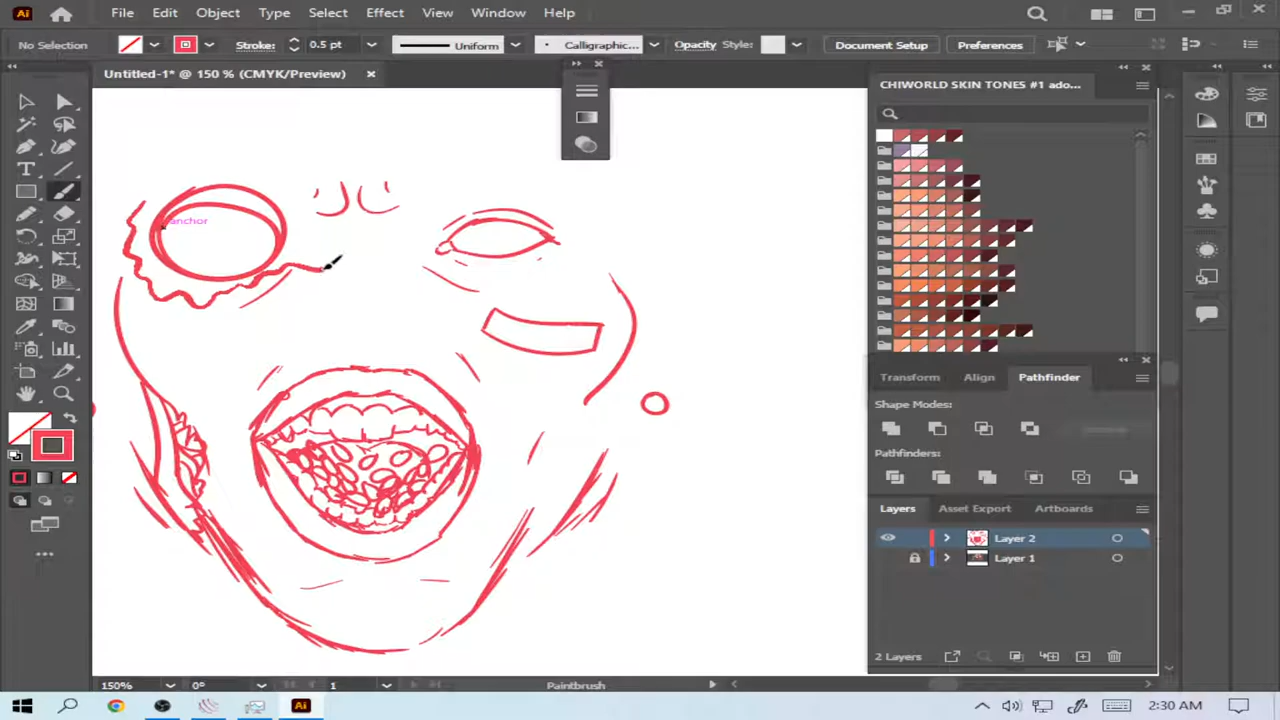 Ai File Edit Object Type Select Effect View Window Help
No Selection Stroke: 0.5 pt Uniform Calligraphic... Opacity Style: Document Setup Preferences
Untitled-1* @ 150 % (CMYK/Preview)
CHIWORLD SKIN TONES #1 ado...
anchor
Transform Align Pathfinder
Shape Modes:
Pathfinders:
Layers Asset Export Artboards
Layer 2
Layer 1
2 Layers
150% 0° 1 Paintbrush
Ai 2:30 AM